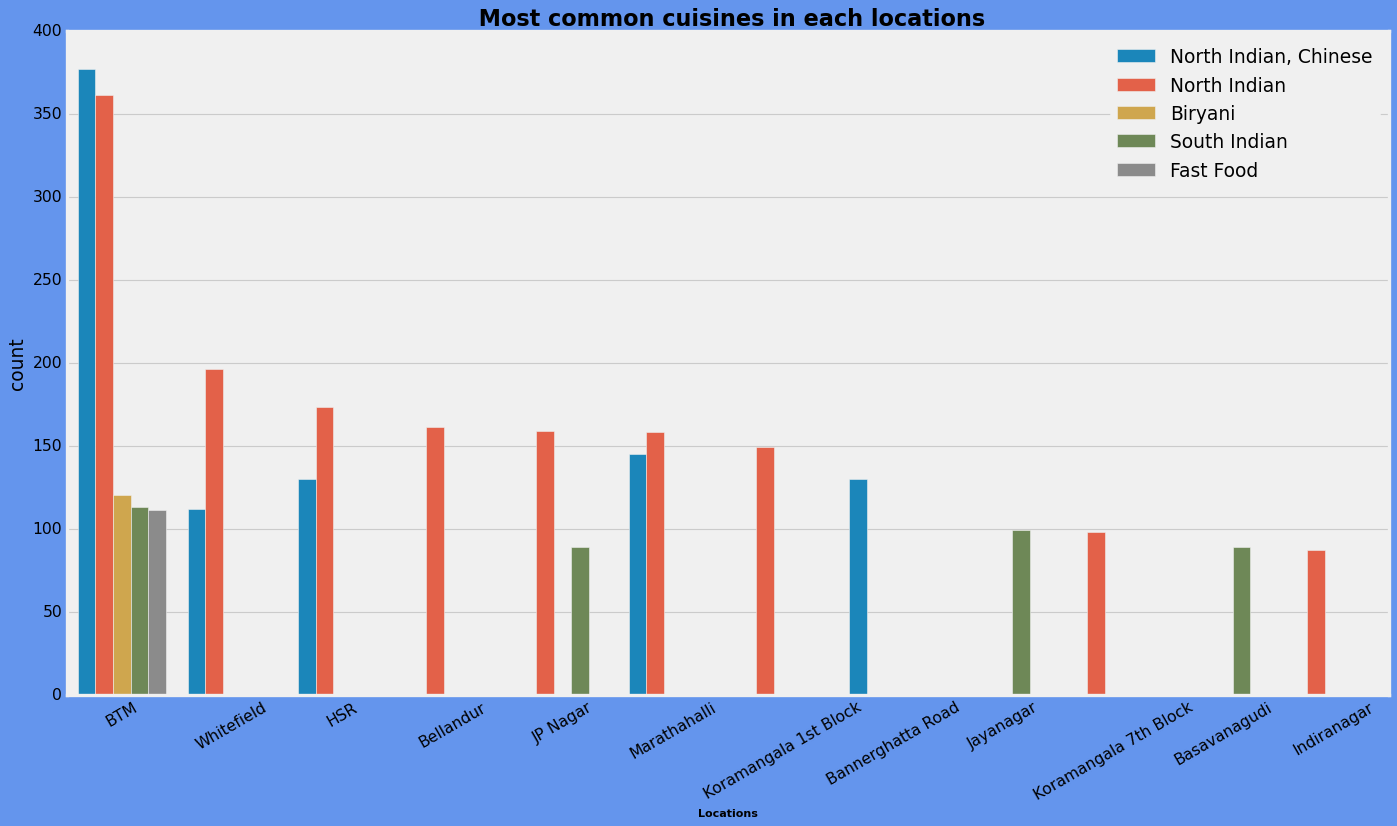 Most common cuisines in each locations
400
350
300
250
200
150
100
50
0
count
North Indian, Chinese
North Indian
Biryani
South Indian
Fast Food
BTM
Whitefield
HSR
Bellandur
JP Nagar
Marathahalli
Koramangala 1st Block
Bannerghatta Road
Jayanagar
Koramangala 7th Block
Basavanagudi
Indiranagar
Locations